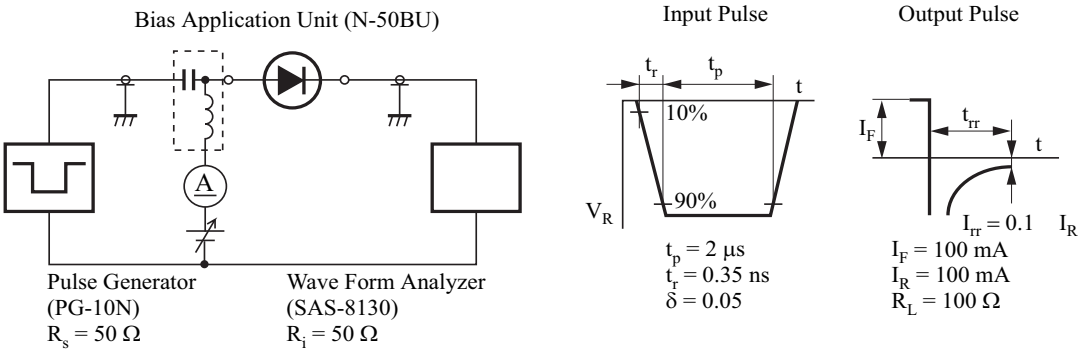 Bias Application Unit (N-50BU)
A
Pulse Generator
(PG-10N)
R_s = 50 Ω
Wave Form Analyzer
(SAS-8130)
R_i = 50 Ω
Input Pulse
t_r
t_p
t
10%
90%
V_R
t_p = 2 μs
t_r = 0.35 ns
δ = 0.05
Output Pulse
I_F
t_rr
t
I_rr = 0.1 I_R
I_F = 100 mA
I_R = 100 mA
R_L = 100 Ω